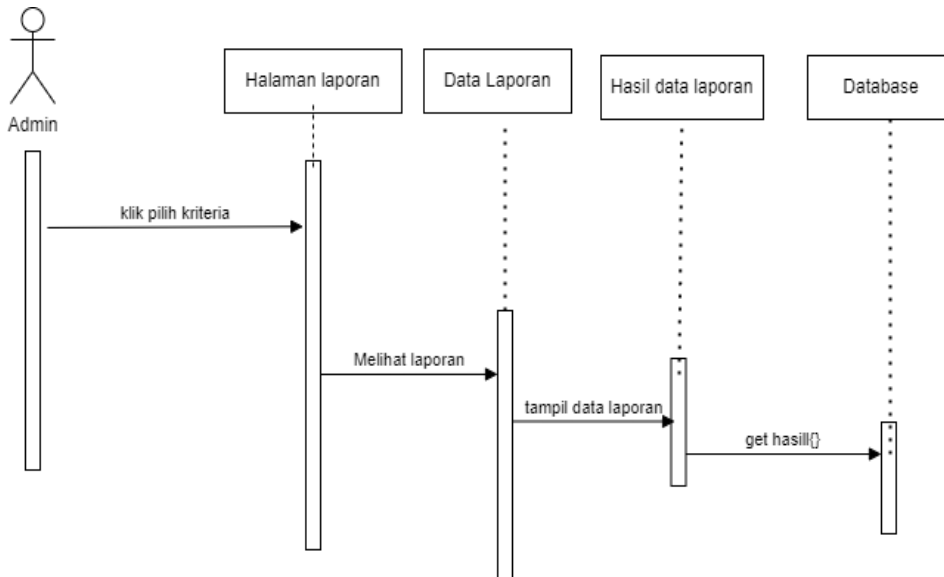 Halaman laporan
Data Laporan
Hasil data laporan
Database
Admin
klik pilih kriteria
Melihat laporan
tampil data laporan
get hasill{}